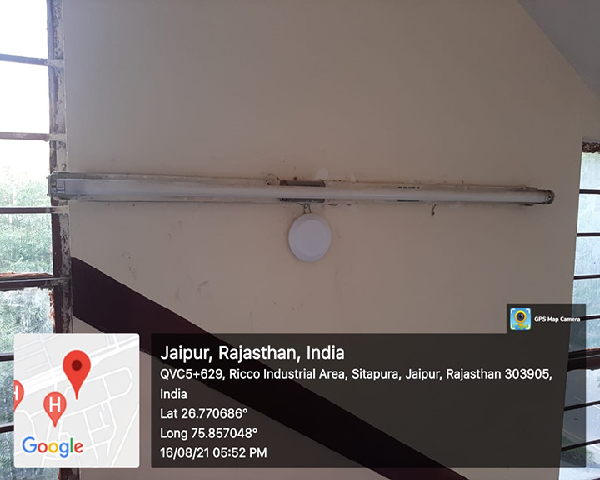 GPS Map Camera
Jaipur, Rajasthan, India
QVC5+629, Ricco Industrial Area, Sitapura, Jaipur, Rajasthan 303905,
India
Lat 26.770686°
Long 75.857048°
16/08/21 05:52 PM
H
H
Google